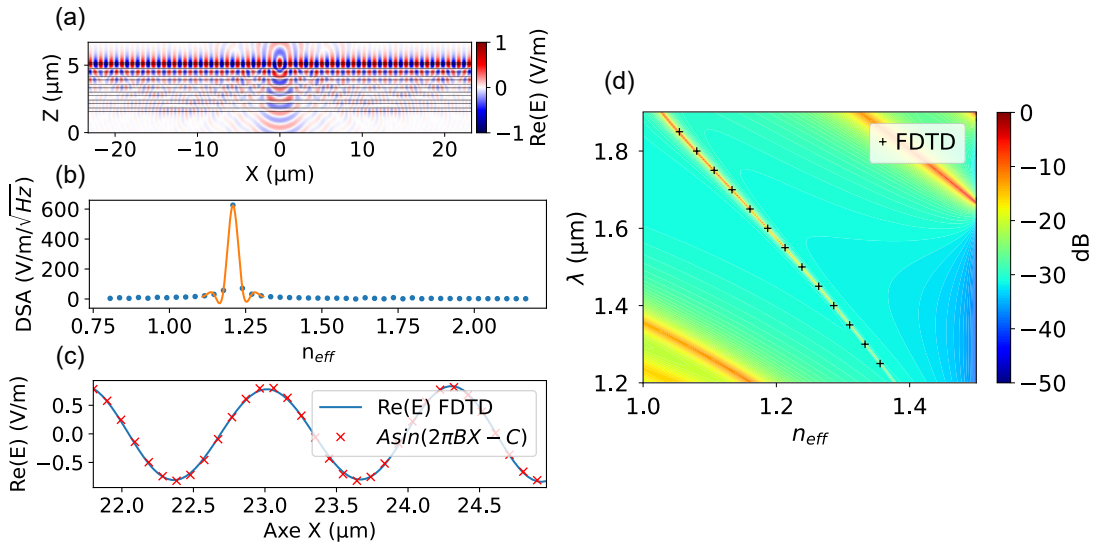 (a)
Z (μm)
5
0
−20
−10
0
10
20
X (μm)
1
0
−1
Re(E) (V/m)
(b)
DSA (V/m/√Hz)
600
400
200
0
0.75
1.00
1.25
1.50
1.75
2.00
n_eff
(c)
Re(E) (V/m)
0.5
0.0
−0.5
Re(E) FDTD
Asin(2πBX − C)
22.0
22.5
23.0
23.5
24.0
24.5
Axe X (μm)
(d)
λ (μm)
1.8
1.6
1.4
1.2
FDTD
1.0
1.2
1.4
n_eff
0
−10
−20
−30
−40
−50
dB